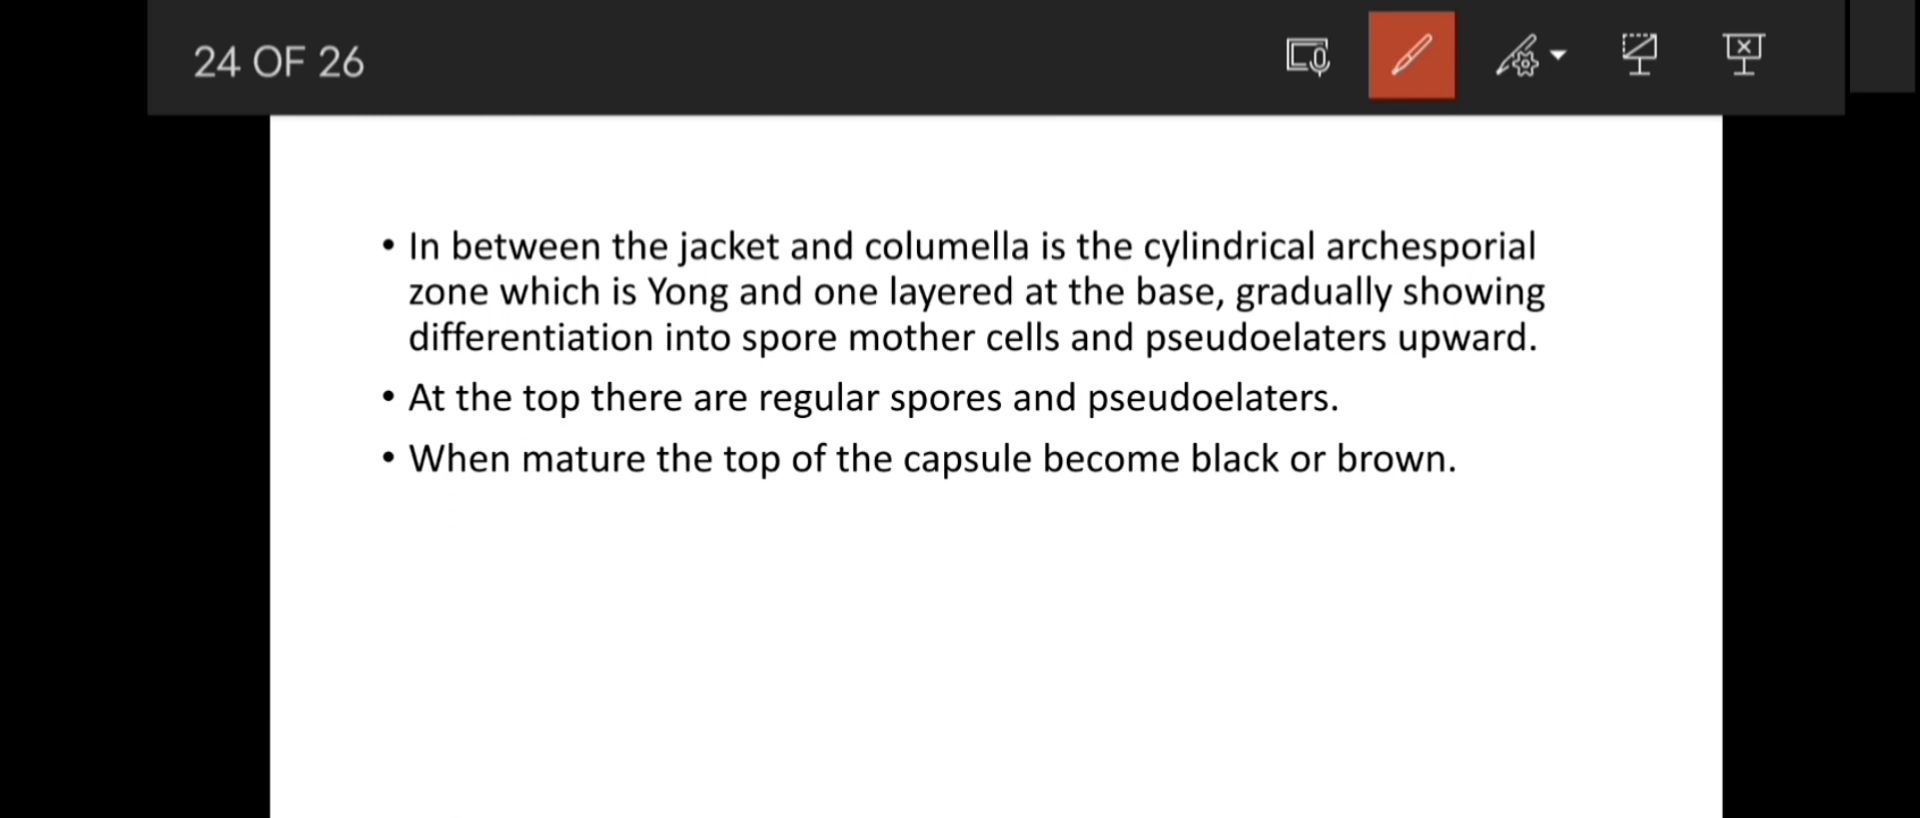 24 OF 26
• In between the jacket and columella is the cylindrical archesporial
zone which is Yong and one layered at the base, gradually showing
differentiation into spore mother cells and pseudoelaters upward.
• At the top there are regular spores and pseudoelaters.
• When mature the top of the capsule become black or brown.